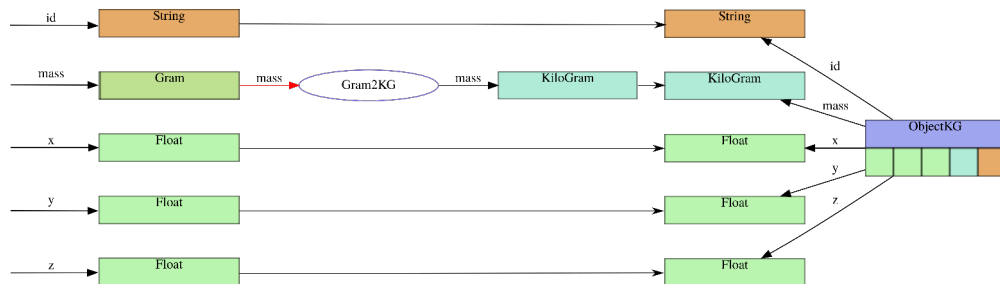 id
String
String
id
mass
Gram
mass
Gram2KG
mass
KiloGram
KiloGram
mass
ObjectKG
x
Float
Float
x
y
y
Float
Float
z
z
Float
Float